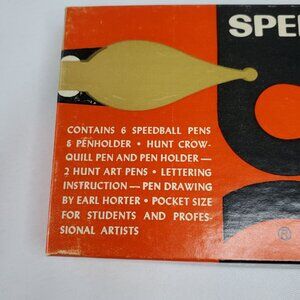 SPE
CONTAINS 6 SPEEDBALL PENS
& PENHOLDER • HUNT CROW-
QUILL PEN AND PEN HOLDER —
2 HUNT ART PENS • LETTERING
INSTRUCTION — PEN DRAWING
BY EARL HORTER • POCKET SIZE
FOR STUDENTS AND PROFES-
SIONAL ARTISTS
®